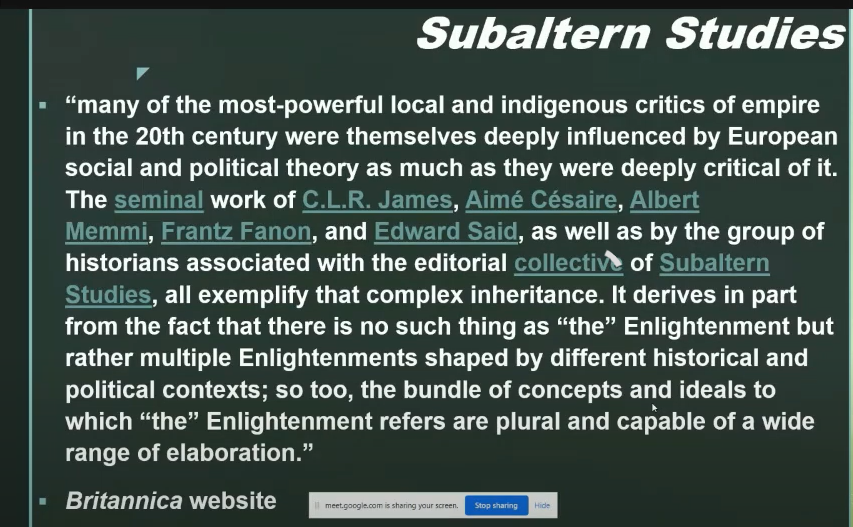 Subaltern Studies
“many of the most-powerful local and indigenous critics of empire
in the 20th century were themselves deeply influenced by European
social and political theory as much as they were deeply critical of it.
The seminal work of C.L.R. James, Aimé Césaire, Albert
Memmi, Frantz Fanon, and Edward Said, as well as by the group of
historians associated with the editorial collective of Subaltern
Studies, all exemplify that complex inheritance. It derives in part
from the fact that there is no such thing as “the” Enlightenment but
rather multiple Enlightenments shaped by different historical and
political contexts; so too, the bundle of concepts and ideals to
which “the” Enlightenment refers are plural and capable of a wide
range of elaboration.”
Britannica website
meet.google.com is sharing your screen. Stop sharing Hide